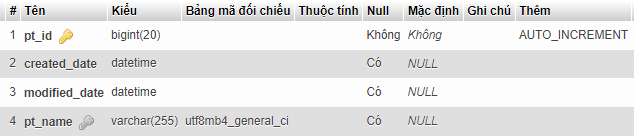 # Tên Kiểu Bảng mã đối chiếu Thuộc tính Null Mặc định Ghi chú Thêm
1 pt_id bigint(20) Không Không AUTO_INCREMENT
2 created_date datetime Có NULL
3 modified_date datetime Có NULL
4 pt_name varchar(255) utf8mb4_general_ci Có NULL